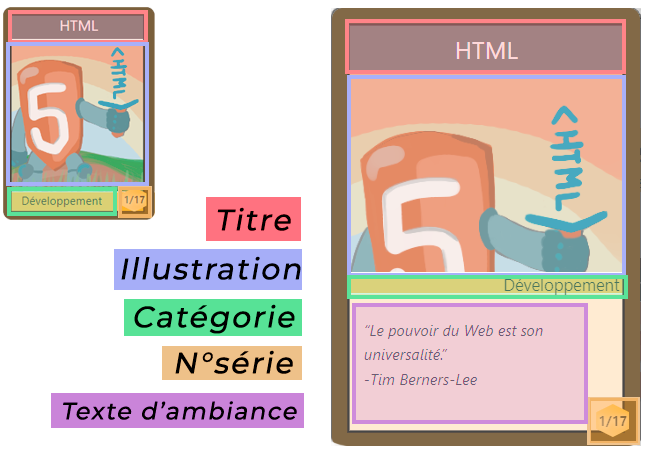 HTML
<HTML
5
Développement
1/17
Titre
Illustration
Catégorie
N°série
Texte d’ambiance
HTML
<HTML
5
Développement
“Le pouvoir du Web est son
universalité.”
-Tim Berners-Lee
1/17